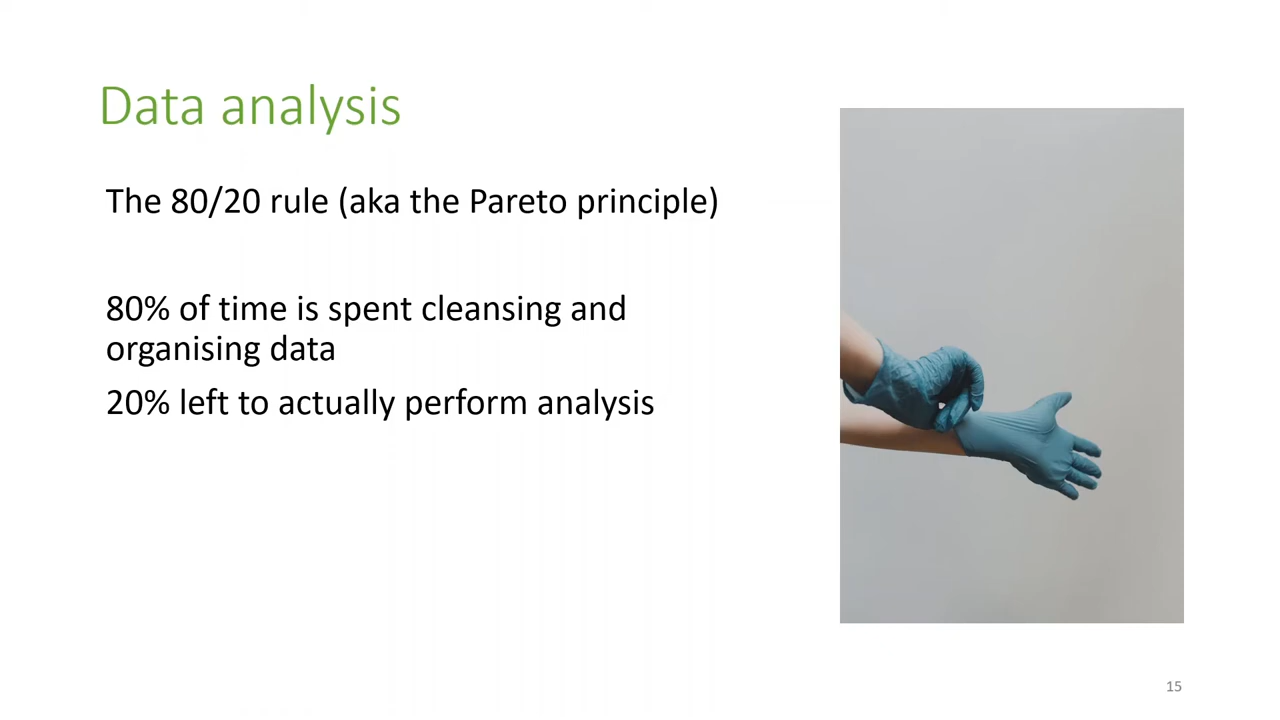 Data analysis
The 80/20 rule (aka the Pareto principle)
80% of time is spent cleansing and
organising data
20% left to actually perform analysis
15